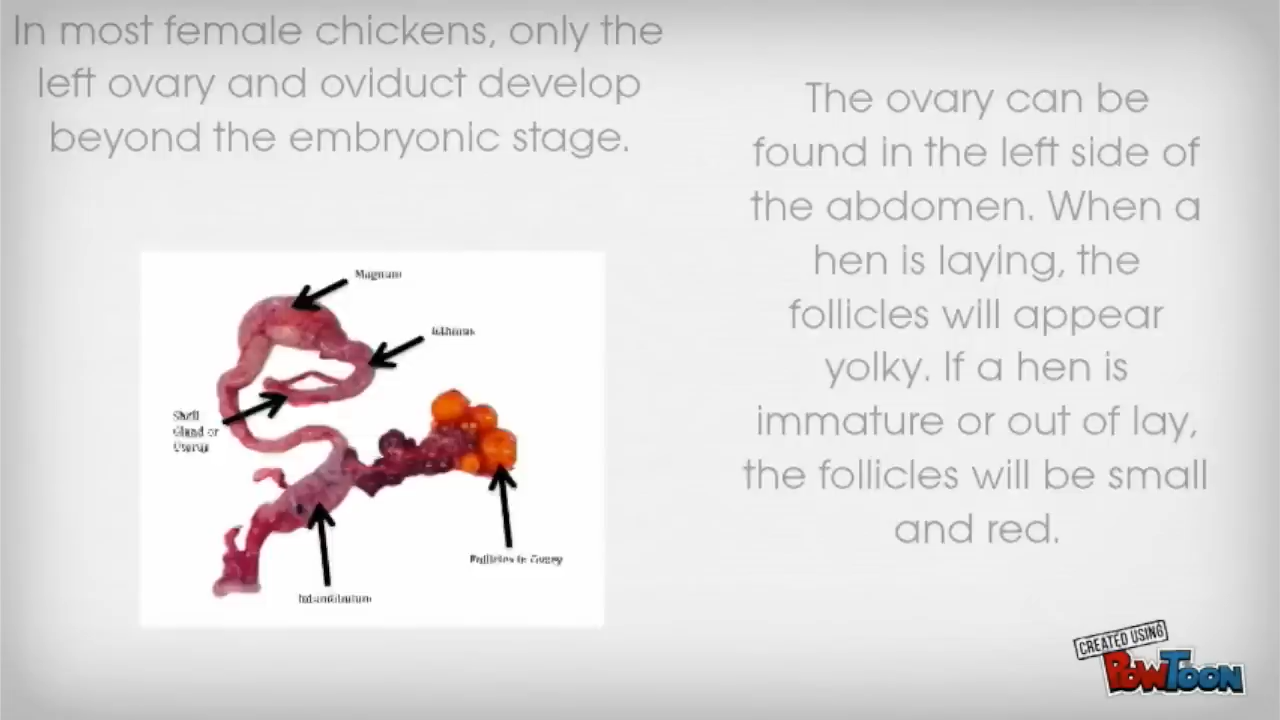 In most female chickens, only the
left ovary and oviduct develop
beyond the embryonic stage.
The ovary can be
found in the left side of
the abdomen. When a
hen is laying, the
follicles will appear
yolky. If a hen is
immature or out of lay,
the follicles will be small
and red.
Magnum
Isthmus
Shell
Gland or
Uterus
Follicles in Ovary
Infundibulum
CREATED USING
POWTOON